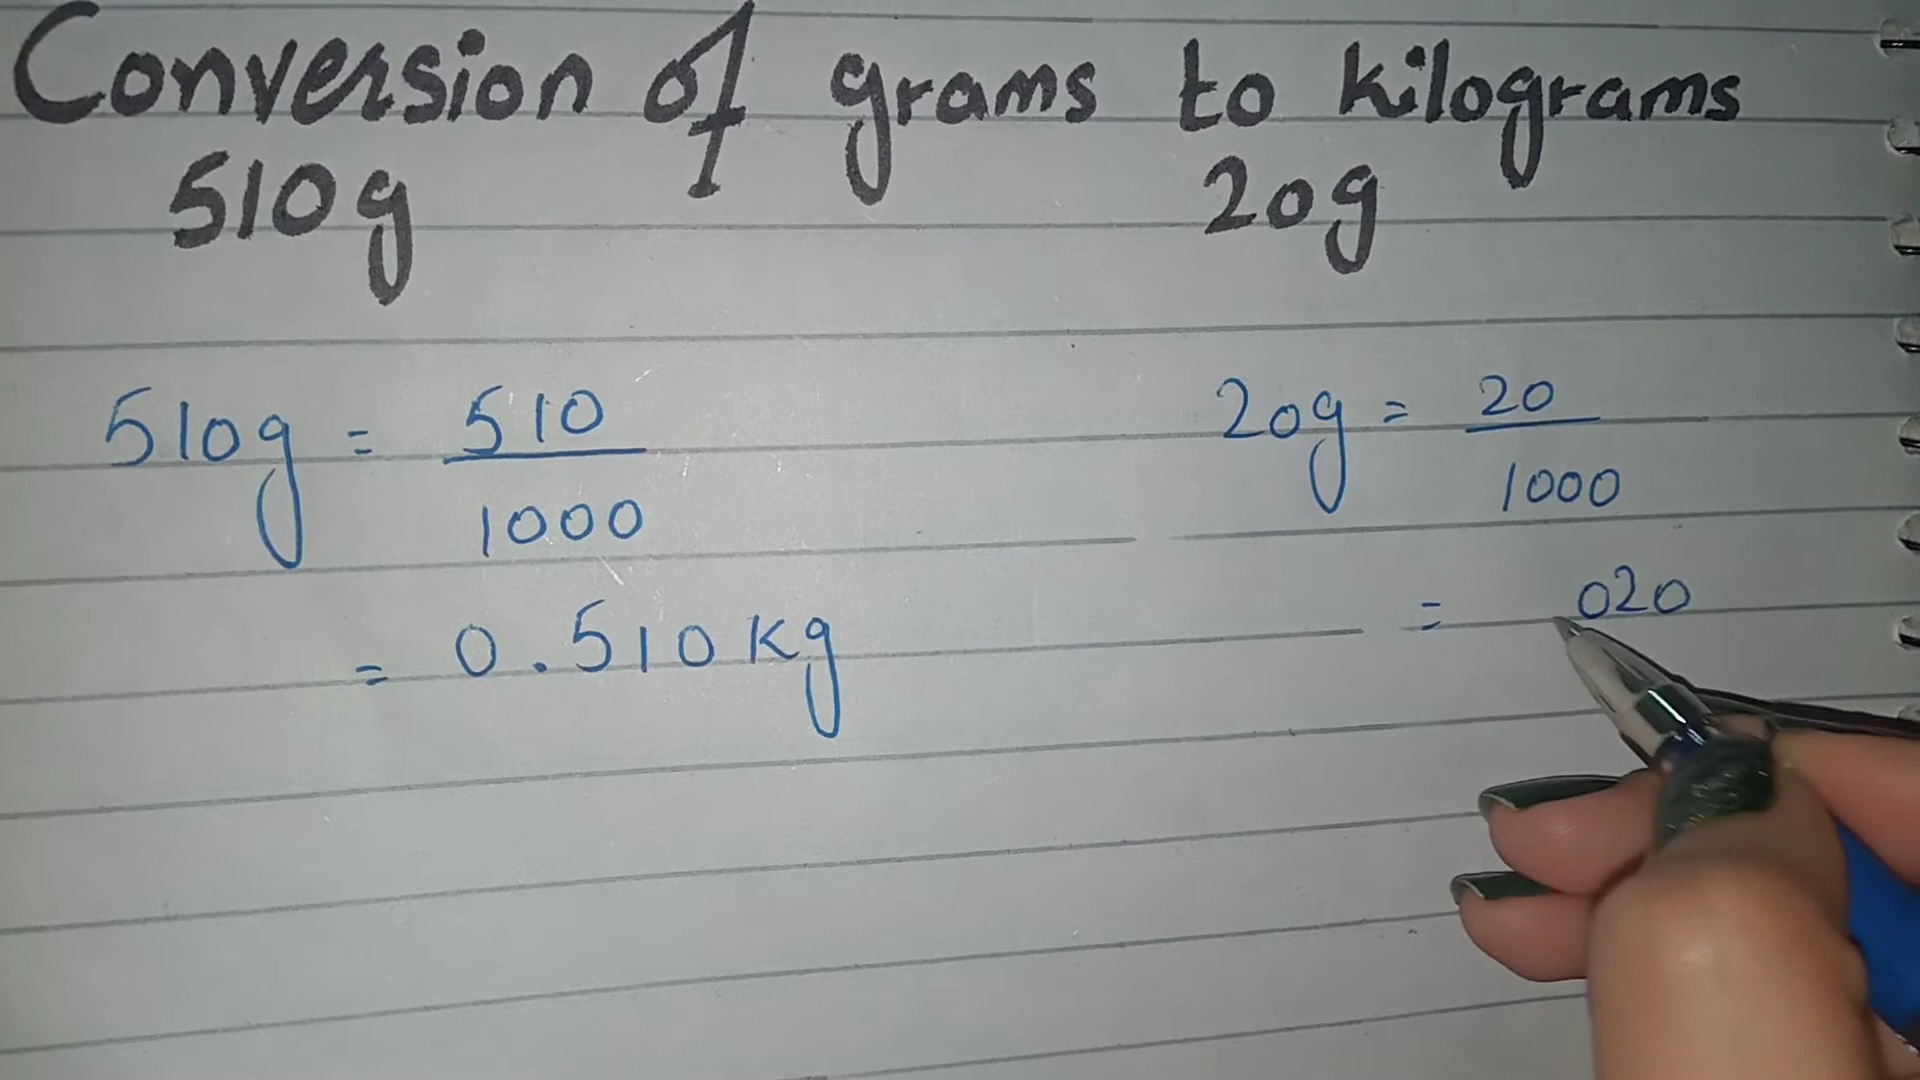 Conversion of grams to kilograms
510g 20g
510g = 510/1000 20g = 20/1000
= 0.510 kg = 020